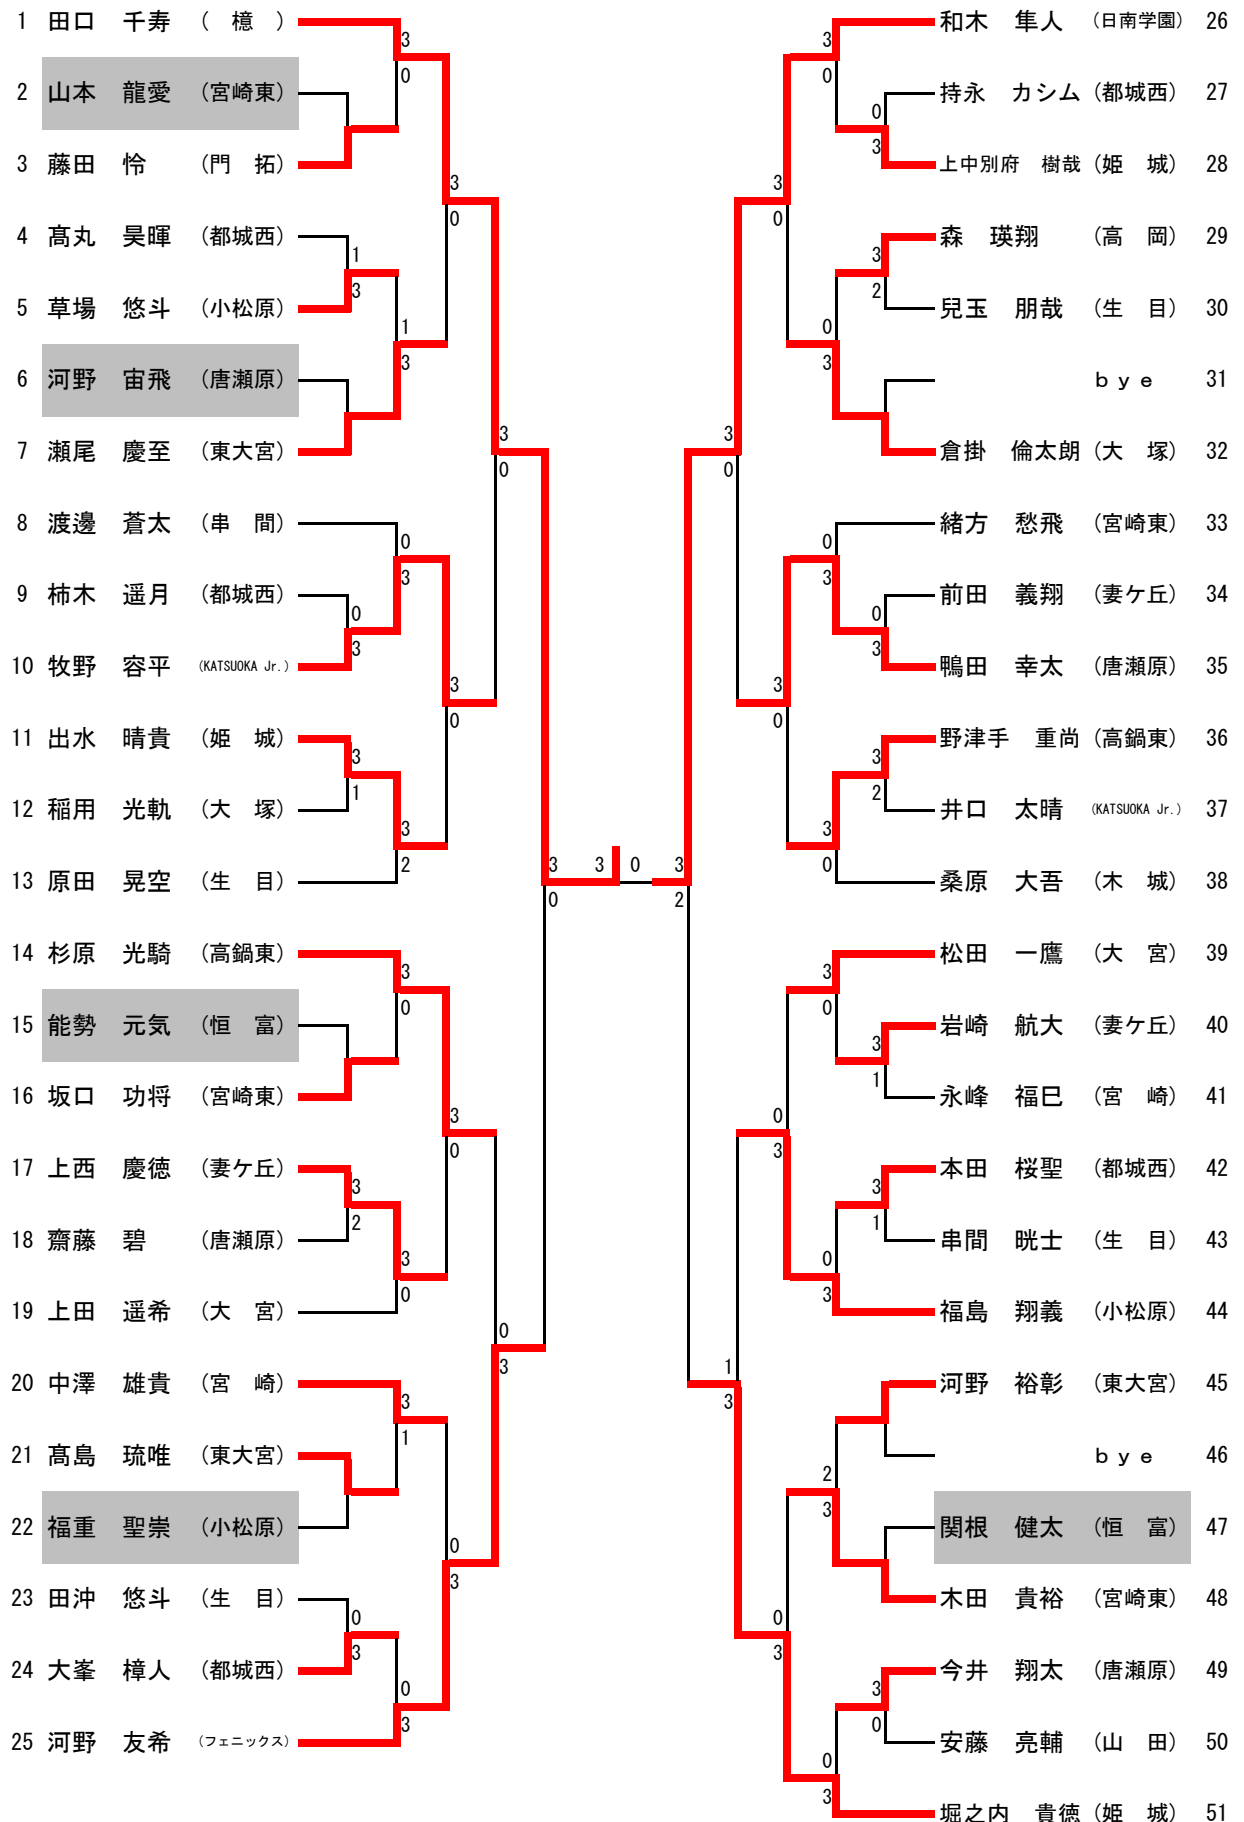 1 田口 千寿 （ 檍 ）
2 山本 龍愛 （宮崎東）
3 藤田 怜 （門 拓）
4 髙丸 昊暉 （都城西）
5 草場 悠斗 （小松原）
6 河野 宙飛 （唐瀬原）
7 瀬尾 慶至 （東大宮）
8 渡邊 蒼太 （串 間）
9 柿木 遥月 （都城西）
10 牧野 容平 (KATSUOKA Jr.)
11 出水 晴貴 （姫 城）
12 稲用 光軌 （大 塚）
13 原田 晃空 （生 目）
14 杉原 光騎 （高鍋東）
15 能勢 元気 （恒 富）
16 坂口 功将 （宮崎東）
17 上西 慶徳 （妻ケ丘）
18 齋藤 碧 （唐瀬原）
19 上田 遥希 （大 宮）
20 中澤 雄貴 （宮 崎）
21 髙島 琉唯 （東大宮）
22 福重 聖崇 （小松原）
23 田沖 悠斗 （生 目）
24 大峯 樟人 （都城西）
25 河野 友希 （フェニックス）
3
0
1
3
0
3
3
1
3
0
3
2
3
1
0
3
1
3
0
3
3
2
3
0
3
0
3
0
3
0
3
0
0
3
3
0
0
3
3
0
3
0
3
2
和木 隼人 （日南学園） 26
持永 カシム （都城西） 27
上中別府 樹哉 （姫 城） 28
森 瑛翔 （高 岡） 29
兒玉 朋哉 （生 目） 30
ｂｙｅ 31
倉掛 倫太朗 （大 塚） 32
緒方 愁飛 （宮崎東） 33
前田 義翔 （妻ケ丘） 34
鴨田 幸太 （唐瀬原） 35
野津手 重尚 （高鍋東） 36
井口 太晴 (KATSUOKA Jr.) 37
桑原 大吾 （木 城） 38
松田 一鷹 （大 宮） 39
岩崎 航大 （妻ケ丘） 40
永峰 福巳 （宮 崎） 41
本田 桜聖 （都城西） 42
串間 晄士 （生 目） 43
福島 翔義 （小松原） 44
河野 裕彰 （東大宮） 45
ｂｙｅ 46
関根 健太 （恒 富） 47
木田 貴裕 （宮崎東） 48
今井 翔太 （唐瀬原） 49
安藤 亮輔 （山 田） 50
堀之内 貴徳 （姫 城） 51
3
0
0
3
3
2
0
3
0
3
0
3
3
2
3
0
3
0
3
1
3
1
0
3
2
3
3
0
0
3
3
0
3
0
0
3
0
3
3
0
1
3